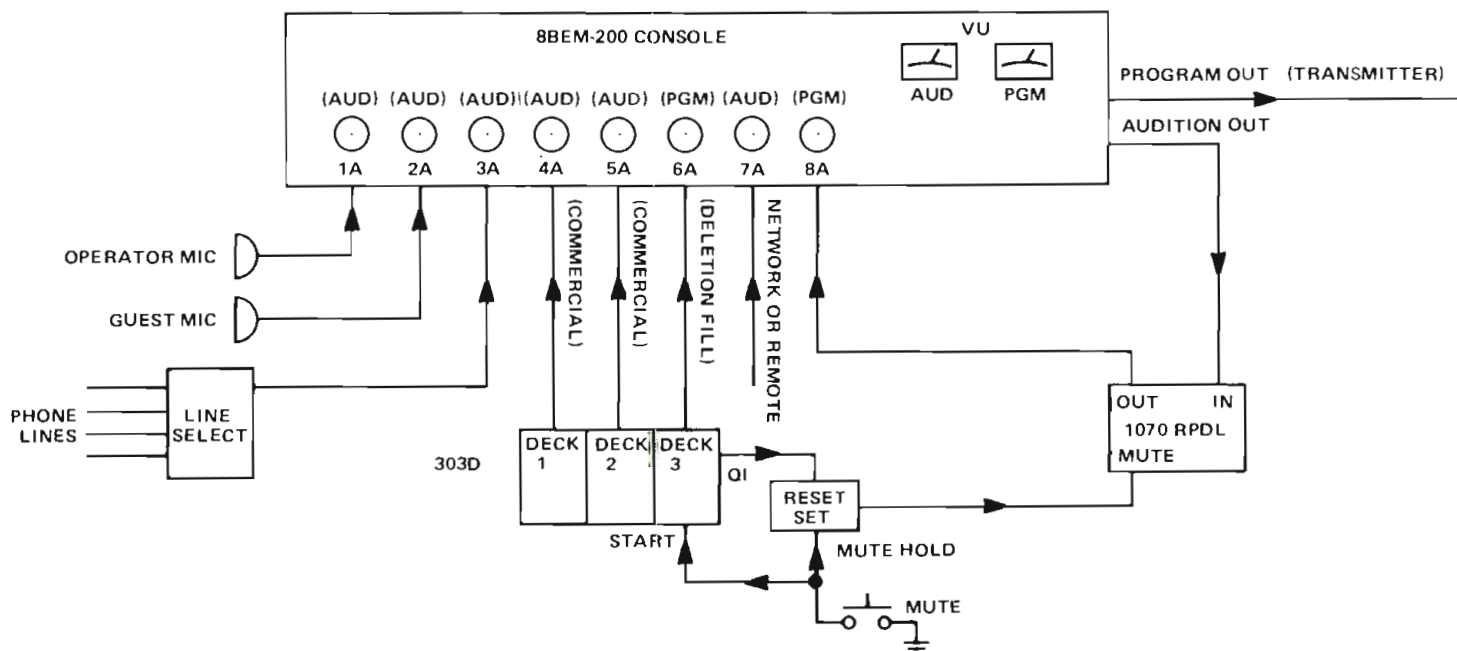 8BEM-200 CONSOLE
VU
AUD PGM
(AUD) (AUD) (AUD) (AUD) (AUD) (PGM) (AUD) (PGM)
1A 2A 3A 4A 5A 6A 7A 8A
PROGRAM OUT (TRANSMITTER)
AUDITION OUT
OPERATOR MIC
GUEST MIC
(COMMERCIAL)
(COMMERCIAL)
(DELETION FILL)
NETWORK OR REMOTE
PHONE
LINES
LINE
SELECT
303D
DECK
1
DECK
2
DECK
3
QI
START
RESET
SET
MUTE HOLD
MUTE
OUT IN
1070 RPDL
MUTE